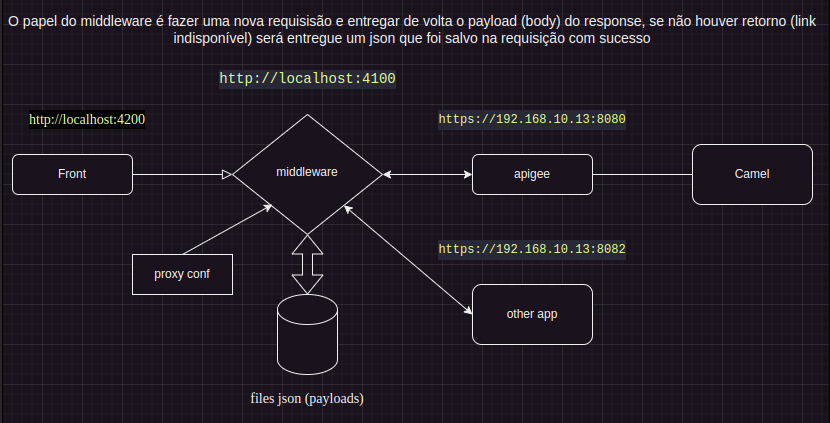 O papel do middleware é fazer uma nova requisisão e entregar de volta o payload (body) do response, se não houver retorno (link
indisponível) será entregue um json que foi salvo na requisição com sucesso
http://localhost:4100
http://localhost:4200
https://192.168.10.13:8080
Front
middleware
apigee
Camel
https://192.168.10.13:8082
proxy conf
other app
files json (payloads)